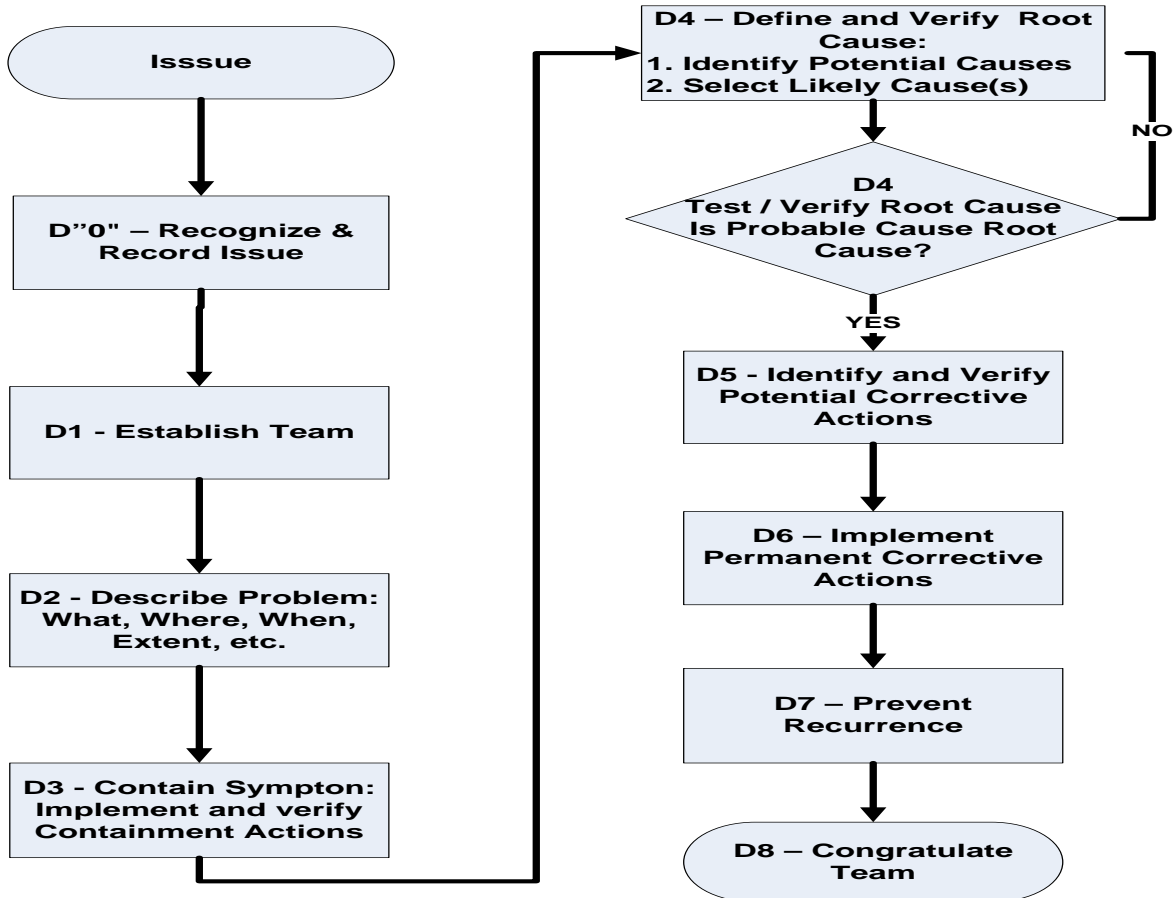 Isssue
D”0" – Recognize &
Record Issue
D1 - Establish Team
D2 - Describe Problem:
What, Where, When,
Extent, etc.
D3 - Contain Sympton:
Implement and verify
Containment Actions
D4 – Define and Verify Root
Cause:
1. Identify Potential Causes
2. Select Likely Cause(s)
NO
D4
Test / Verify Root Cause
Is Probable Cause Root
Cause?
YES
D5 - Identify and Verify
Potential Corrective
Actions
D6 – Implement
Permanent Corrective
Actions
D7 – Prevent
Recurrence
D8 – Congratulate
Team